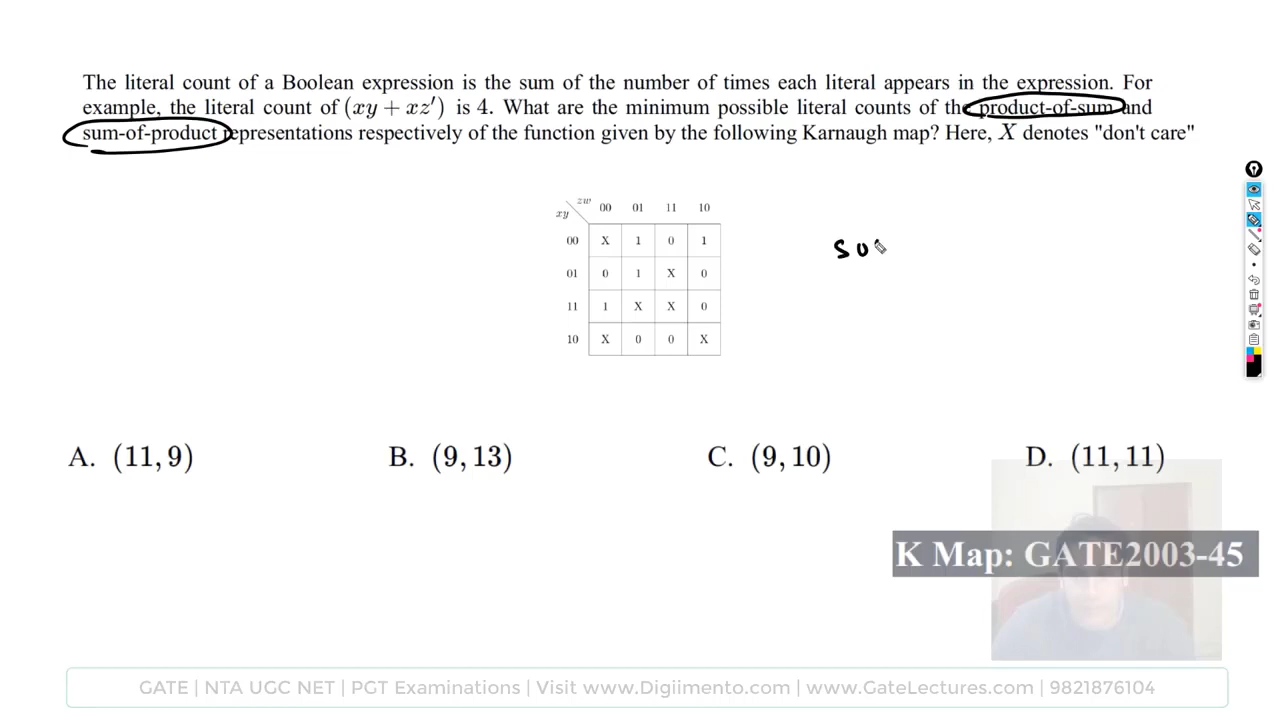 The literal count of a Boolean expression is the sum of the number of times each literal appears in the expression. For
example, the literal count of (xy + xz′) is 4. What are the minimum possible literal counts of the product-of-sum and
sum-of-product representations respectively of the function given by the following Karnaugh map? Here, X denotes "don't care"
zw 00 01 11 10
xy
00 X 1 0 1
01 0 1 X 0
11 1 X X 0
10 X 0 0 X
so
A. (11, 9) B. (9, 13) C. (9, 10) D. (11, 11)
K Map: GATE2003-45
GATE | NTA UGC NET | PGT Examinations | Visit www.Digiimento.com | www.GateLectures.com | 9821876104